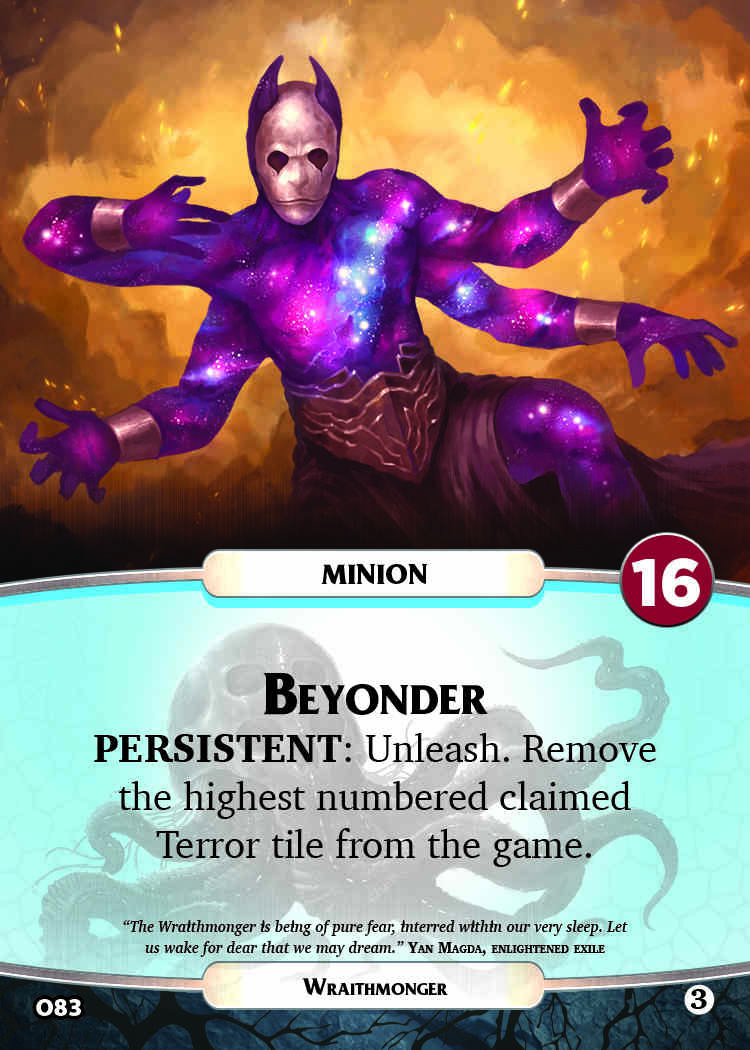 MINION
16
BEYONDER
PERSISTENT: Unleash. Remove
the highest numbered claimed
Terror tile from the game.
“The Wraithmonger is being of pure fear, interred within our very sleep. Let
us wake for dear that we may dream.” YAN MAGDA, ENLIGHTENED EXILE
WRAITHMONGER
083
3